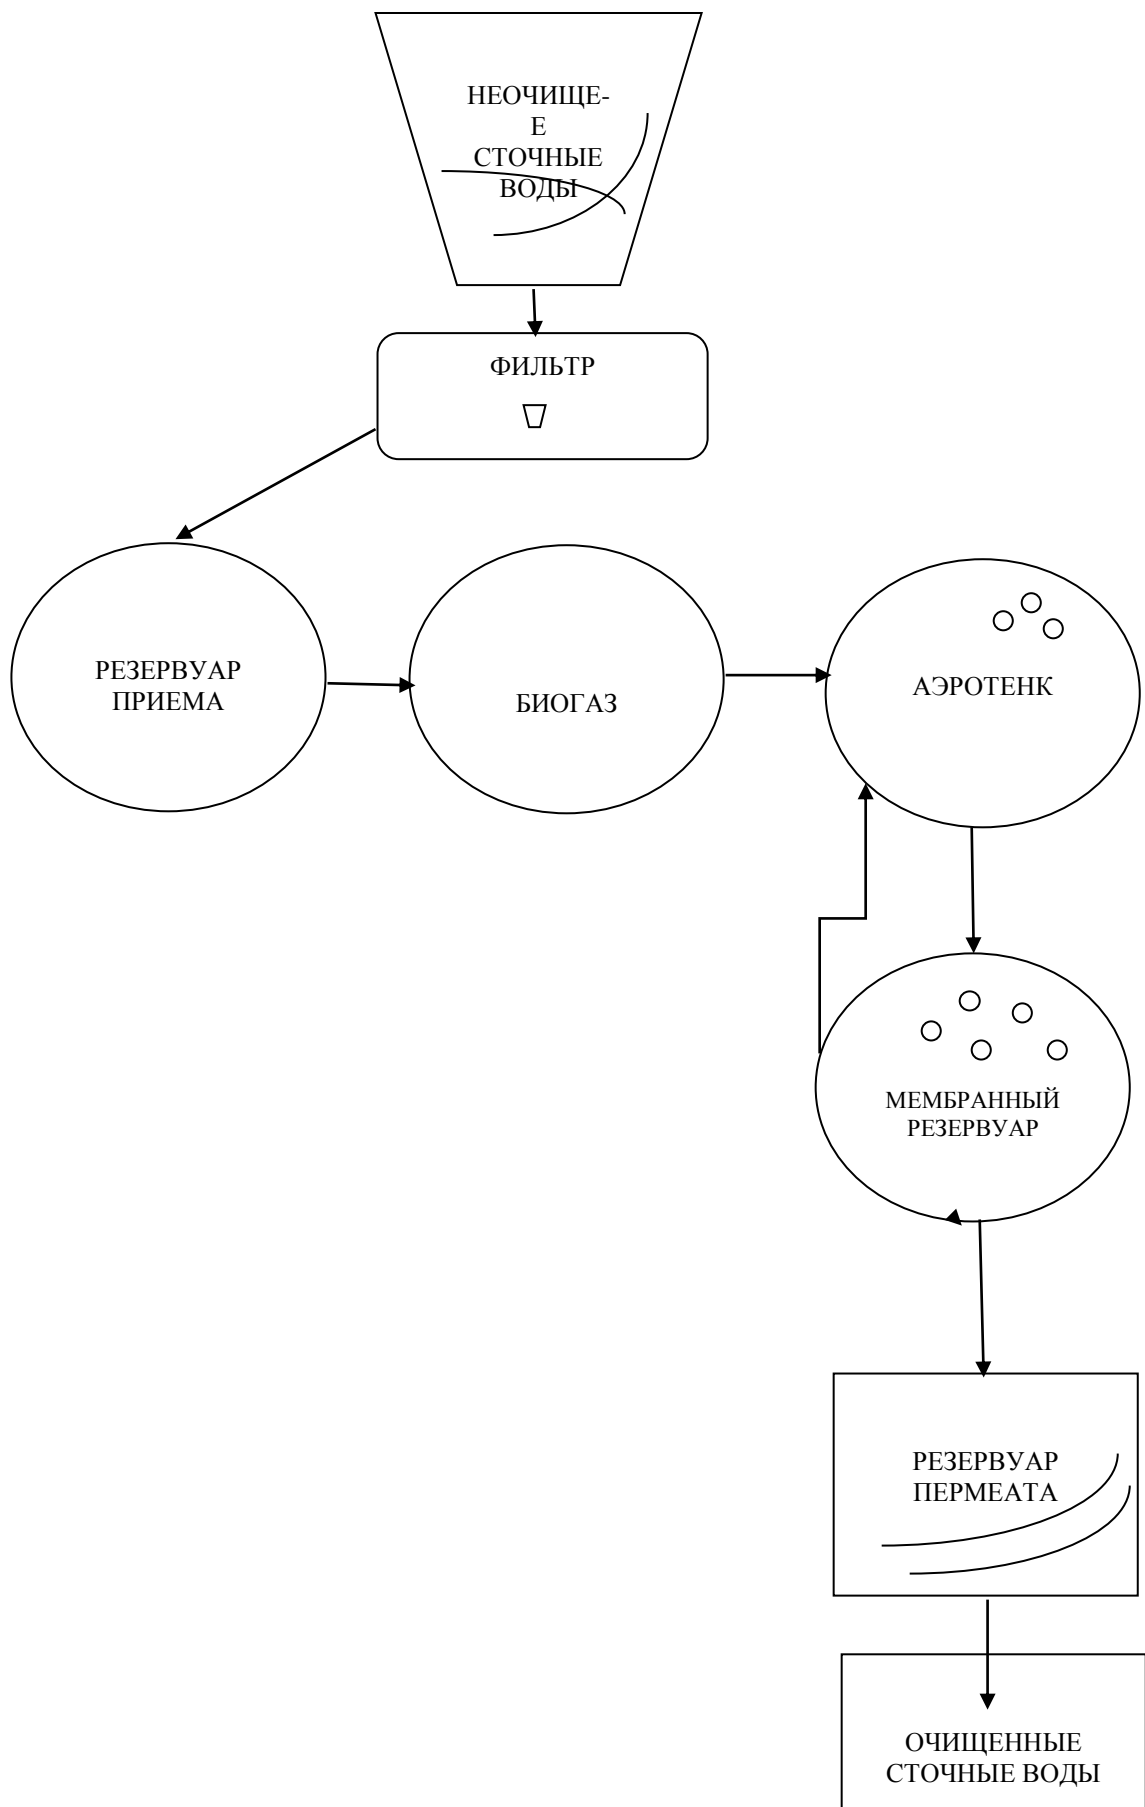 НЕОЧИЩЕ-
Е
СТОЧНЫЕ
ВОДЫ
ФИЛЬТР
РЕЗЕРВУАР
ПРИЕМА
БИОГАЗ
АЭРОТЕНК
МЕМБРАННЫЙ
РЕЗЕРВУАР
РЕЗЕРВУАР
ПЕРМЕАТА
ОЧИЩЕННЫЕ
СТОЧНЫЕ ВОДЫ